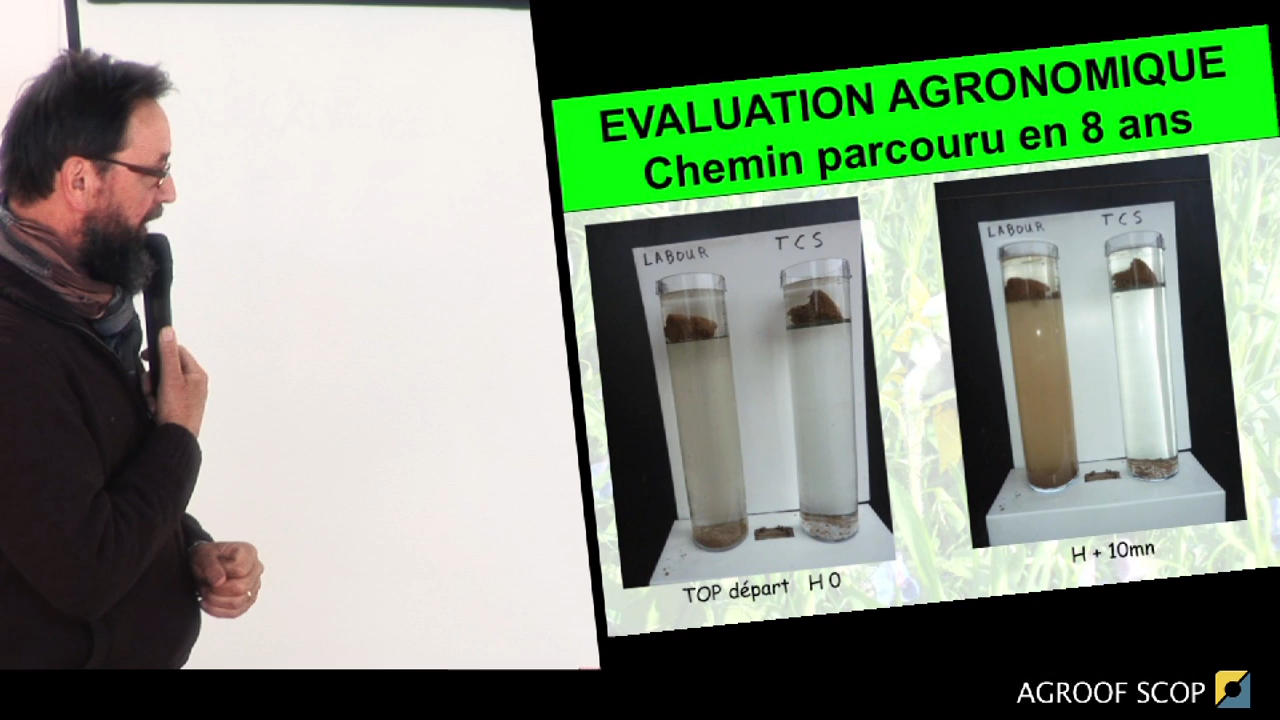 EVALUATION AGRONOMIQUE
Chemin parcouru en 8 ans
LABOUR TCS
LABOUR TCS
TOP départ H 0
H + 10mn
AGROOF SCOP